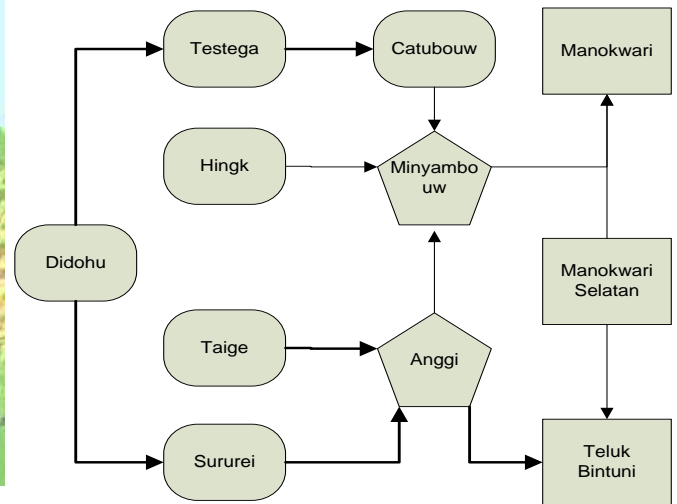 Testega
Catubouw
Manokwari
Hingk
Minyambo
uw
Didohu
Manokwari
Selatan
Taige
Anggi
Sururei
Teluk
Bintuni